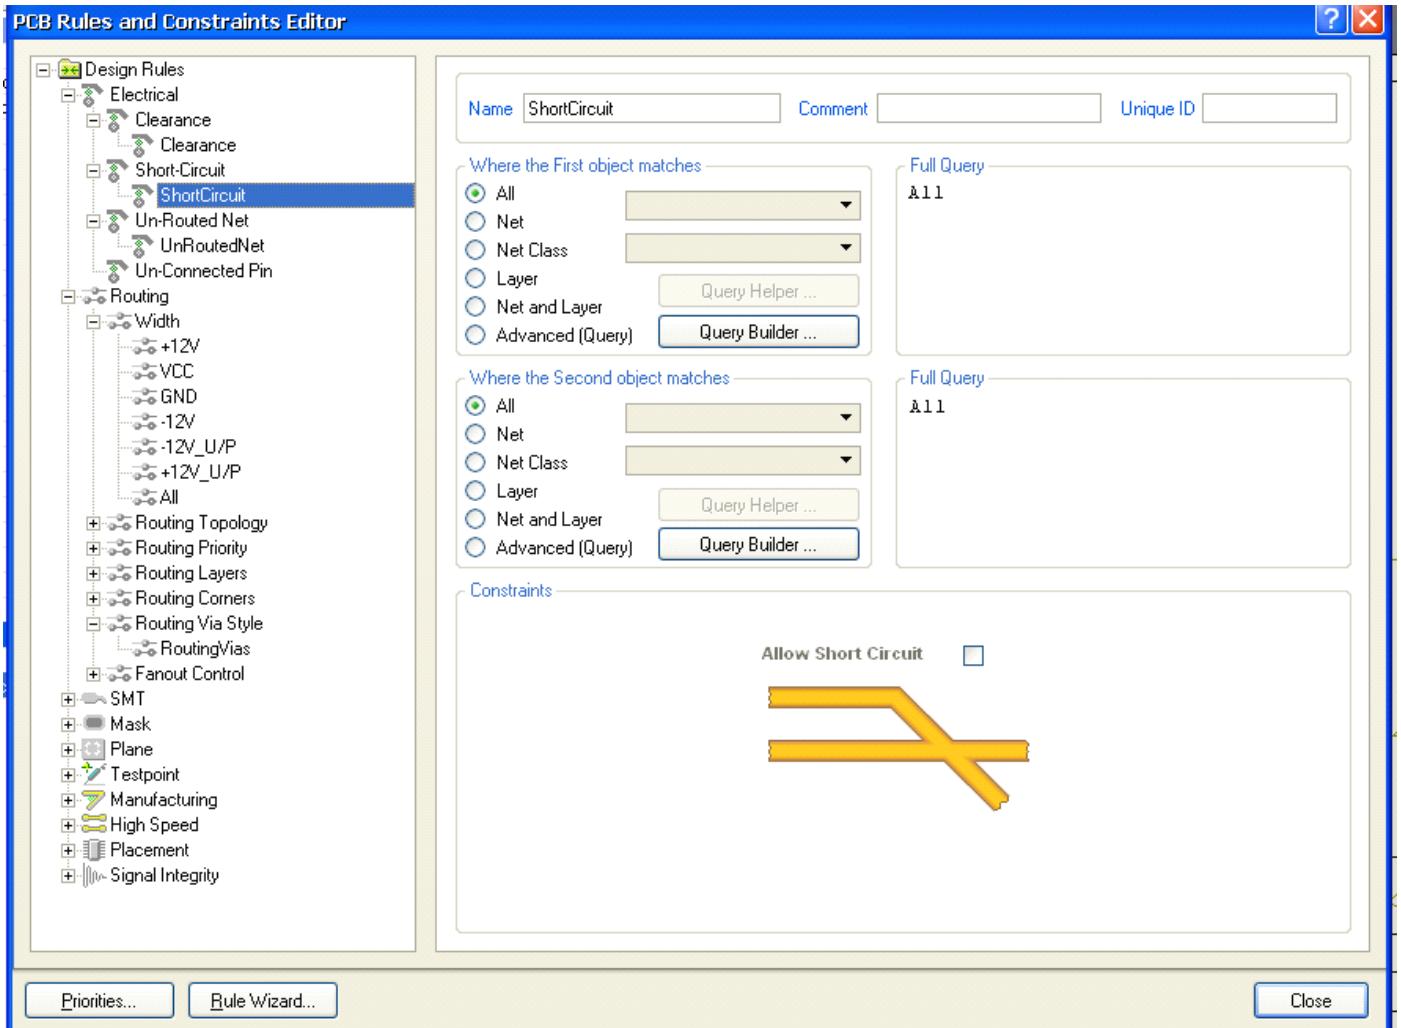 PCB Rules and Constraints Editor
?
Design Rules
Electrical
Clearance
Clearance
Short-Circuit
ShortCircuit
Un-Routed Net
UnRoutedNet
Un-Connected Pin
Routing
Width
+12V
VCC
GND
-12V
-12V_U/P
+12V_U/P
All
Routing Topology
Routing Priority
Routing Layers
Routing Corners
Routing Via Style
RoutingVias
Fanout Control
SMT
Mask
Plane
Testpoint
Manufacturing
High Speed
Placement
Signal Integrity
Name ShortCircuit Comment Unique ID
Where the First object matches
All
Net
Net Class
Layer
Net and Layer
Advanced (Query)
Query Helper ...
Query Builder ...
Full Query
All
Where the Second object matches
All
Net
Net Class
Layer
Net and Layer
Advanced (Query)
Query Helper ...
Query Builder ...
Full Query
All
Constraints
Allow Short Circuit
Priorities... Rule Wizard... Close